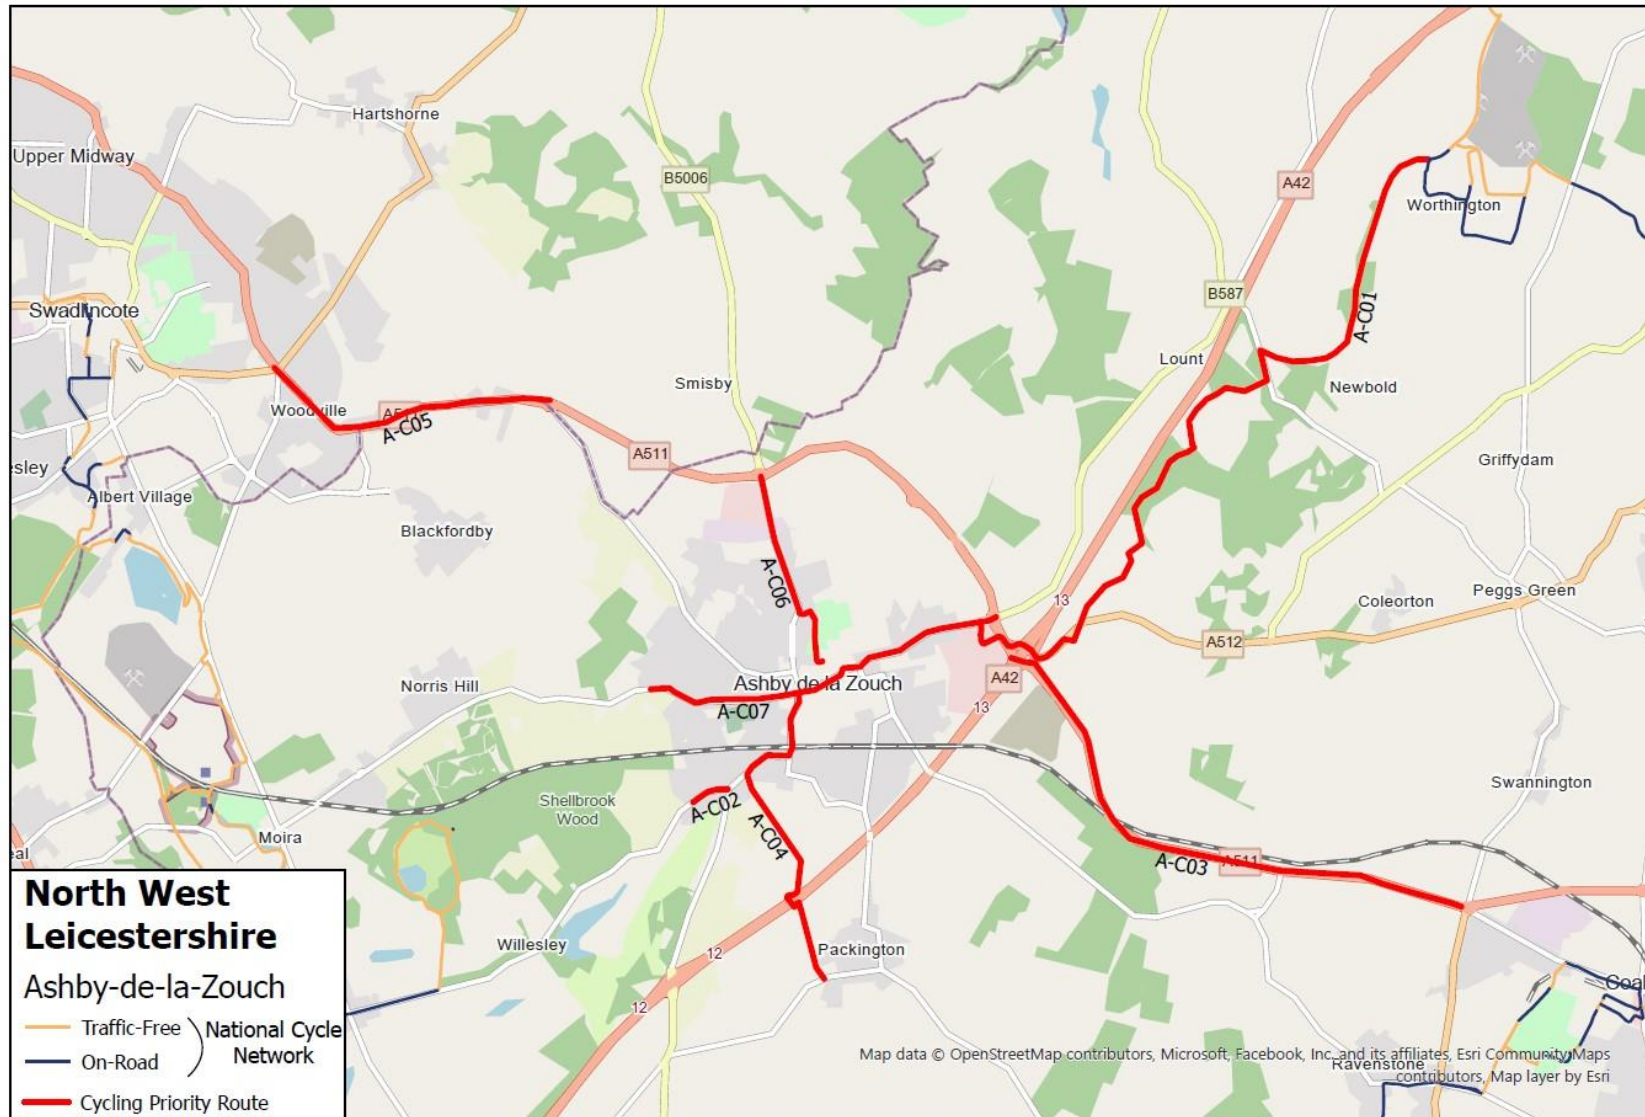 Hartshorne
Upper Midway
B5006
A42
Worthington
B587
Swadlincote
A-C01
Lount
Smisby
Newbold
Woodville
A-C05
A511
Griffydam
Albert Village
Blackfordby
A-C06
13
Peggs Green
Coleorton
A512
Norris Hill
Ashby de la Zouch
A42
A-C07
13
Swannington
Shellbrook
Wood
A-C02
Moira
A-C04
A511
A-C03
Willesley
12
Packington
12
Ravenstone
North West
Leicestershire
Ashby-de-la-Zouch
Traffic-Free
On-Road
National Cycle
Network
Cycling Priority Route
Map data © OpenStreetMap contributors, Microsoft, Facebook, Inc. and its affiliates, Esri Community Maps
contributors, Map layer by Esri